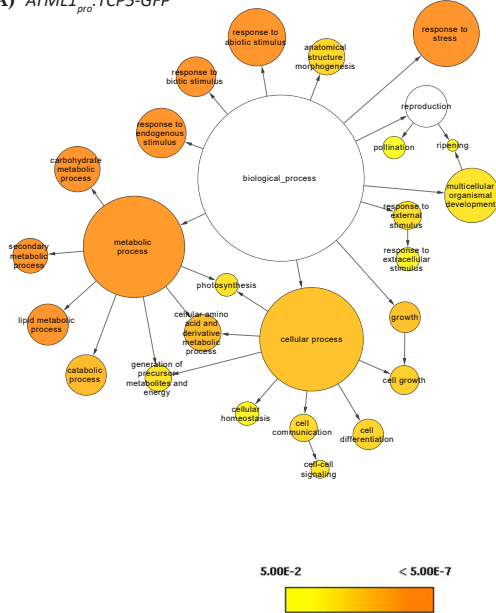 A) ATML1pro:TCP5-GFP
response to
stress
response to
abiotic stimulus
anatomical
structure
morphogenesis
response to
biotic stimulus
reproduction
response to
endogenous
stimulus
pollination
ripening
carbohydrate
metabolic
process
biological_process
multicellular
organismal
development
response to
external
stimulus
metabolic
process
secondary
metabolic
process
response to
extracellular
stimulus
photosynthesis
lipid metabolic
process
cellular amino
acid and
derivative
metabolic
process
growth
cellular process
catabolic
process
generation of
precursor
metabolites and
energy
cell growth
cellular
homeostasis
cell
communication
cell
differentiation
cell-cell
signaling
5.00E-2
< 5.00E-7